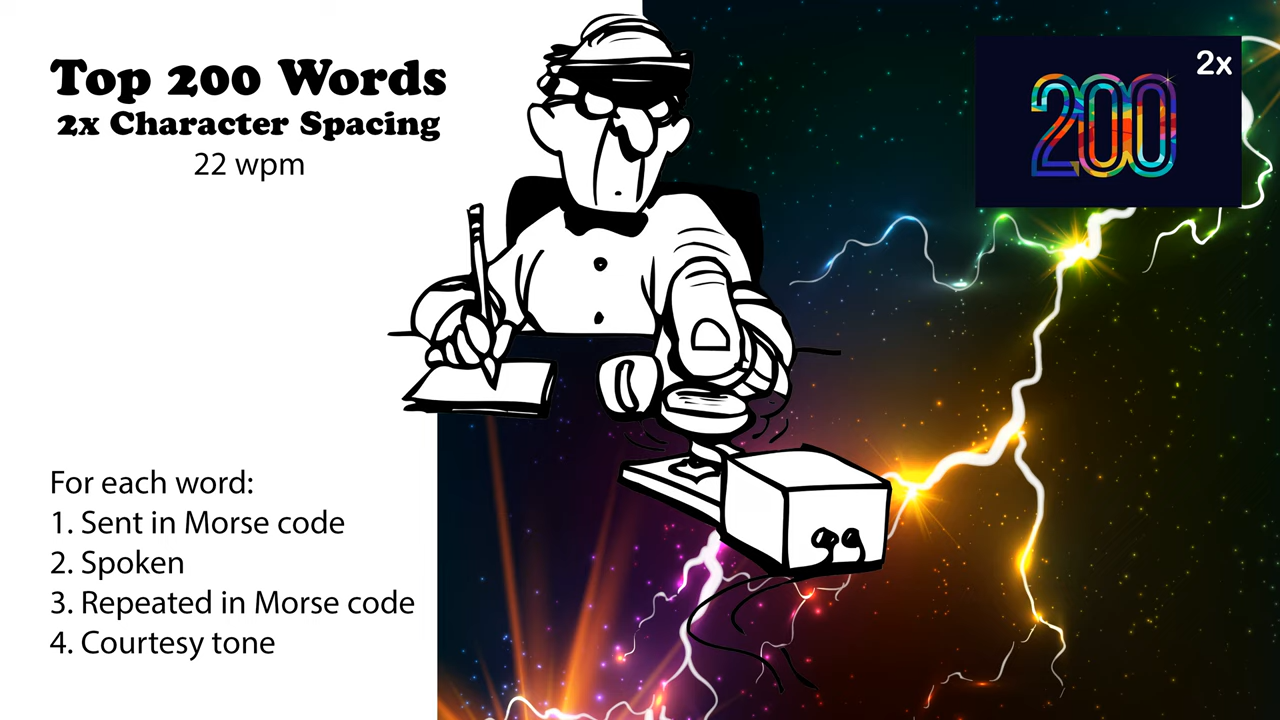 Top 200 Words
2x Character Spacing
22 wpm
2x
200
For each word:
1. Sent in Morse code
2. Spoken
3. Repeated in Morse code
4. Courtesy tone